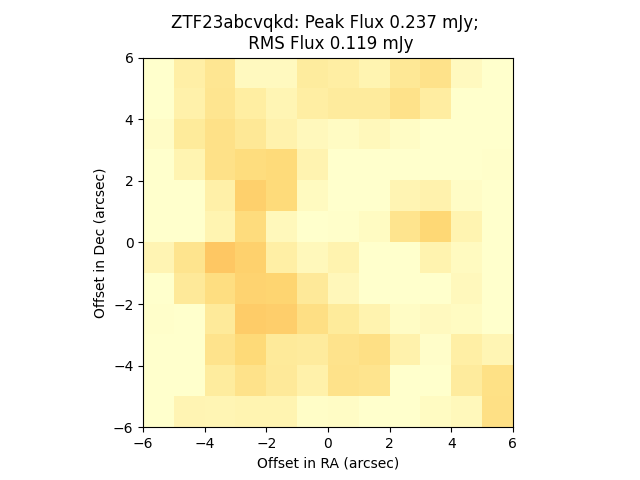 ZTF23abcvqkd: Peak Flux 0.237 mJy;
RMS Flux 0.119 mJy
6
4
2
0
−2
−4
−6
Offset in Dec (arcsec)
−6 −4 −2 0 2 4 6
Offset in RA (arcsec)